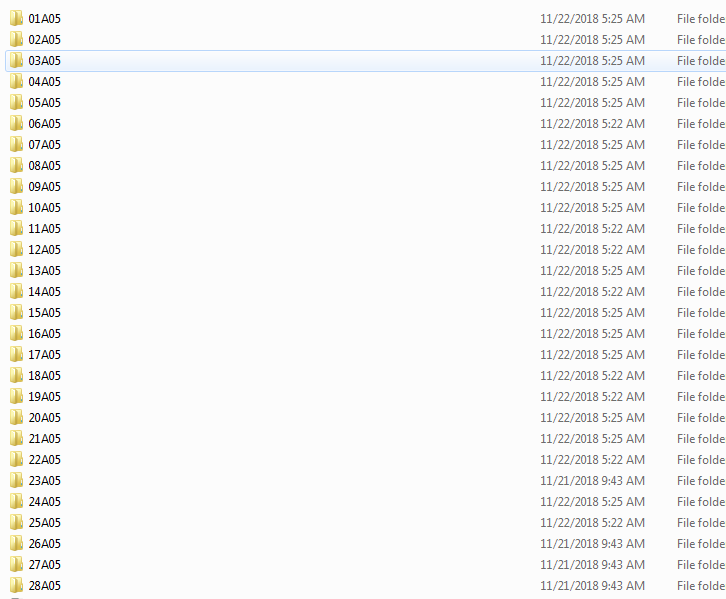 01A05 11/22/2018 5:25 AM File folde
02A05 11/22/2018 5:25 AM File folde
03A05 11/22/2018 5:25 AM File folde
04A05 11/22/2018 5:25 AM File folde
05A05 11/22/2018 5:25 AM File folde
06A05 11/22/2018 5:22 AM File folde
07A05 11/22/2018 5:25 AM File folde
08A05 11/22/2018 5:25 AM File folde
09A05 11/22/2018 5:25 AM File folde
10A05 11/22/2018 5:25 AM File folde
11A05 11/22/2018 5:22 AM File folde
12A05 11/22/2018 5:22 AM File folde
13A05 11/22/2018 5:25 AM File folde
14A05 11/22/2018 5:22 AM File folde
15A05 11/22/2018 5:25 AM File folde
16A05 11/22/2018 5:25 AM File folde
17A05 11/22/2018 5:25 AM File folde
18A05 11/22/2018 5:22 AM File folde
19A05 11/22/2018 5:22 AM File folde
20A05 11/22/2018 5:25 AM File folde
21A05 11/22/2018 5:25 AM File folde
22A05 11/22/2018 5:22 AM File folde
23A05 11/21/2018 9:43 AM File folde
24A05 11/22/2018 5:25 AM File folde
25A05 11/22/2018 5:22 AM File folde
26A05 11/21/2018 9:43 AM File folde
27A05 11/21/2018 9:43 AM File folde
28A05 11/21/2018 9:43 AM File folde